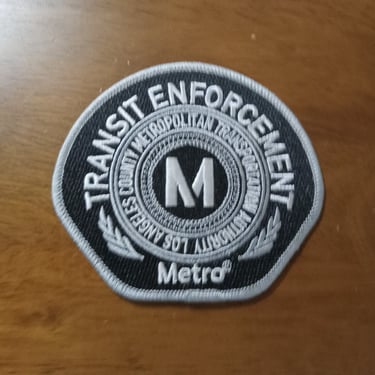 TRANSIT ENFORCEMENT
LOS ANGELES COUNTY METROPOLITAN TRANSPORTATION AUTHORITY
M
Metro®